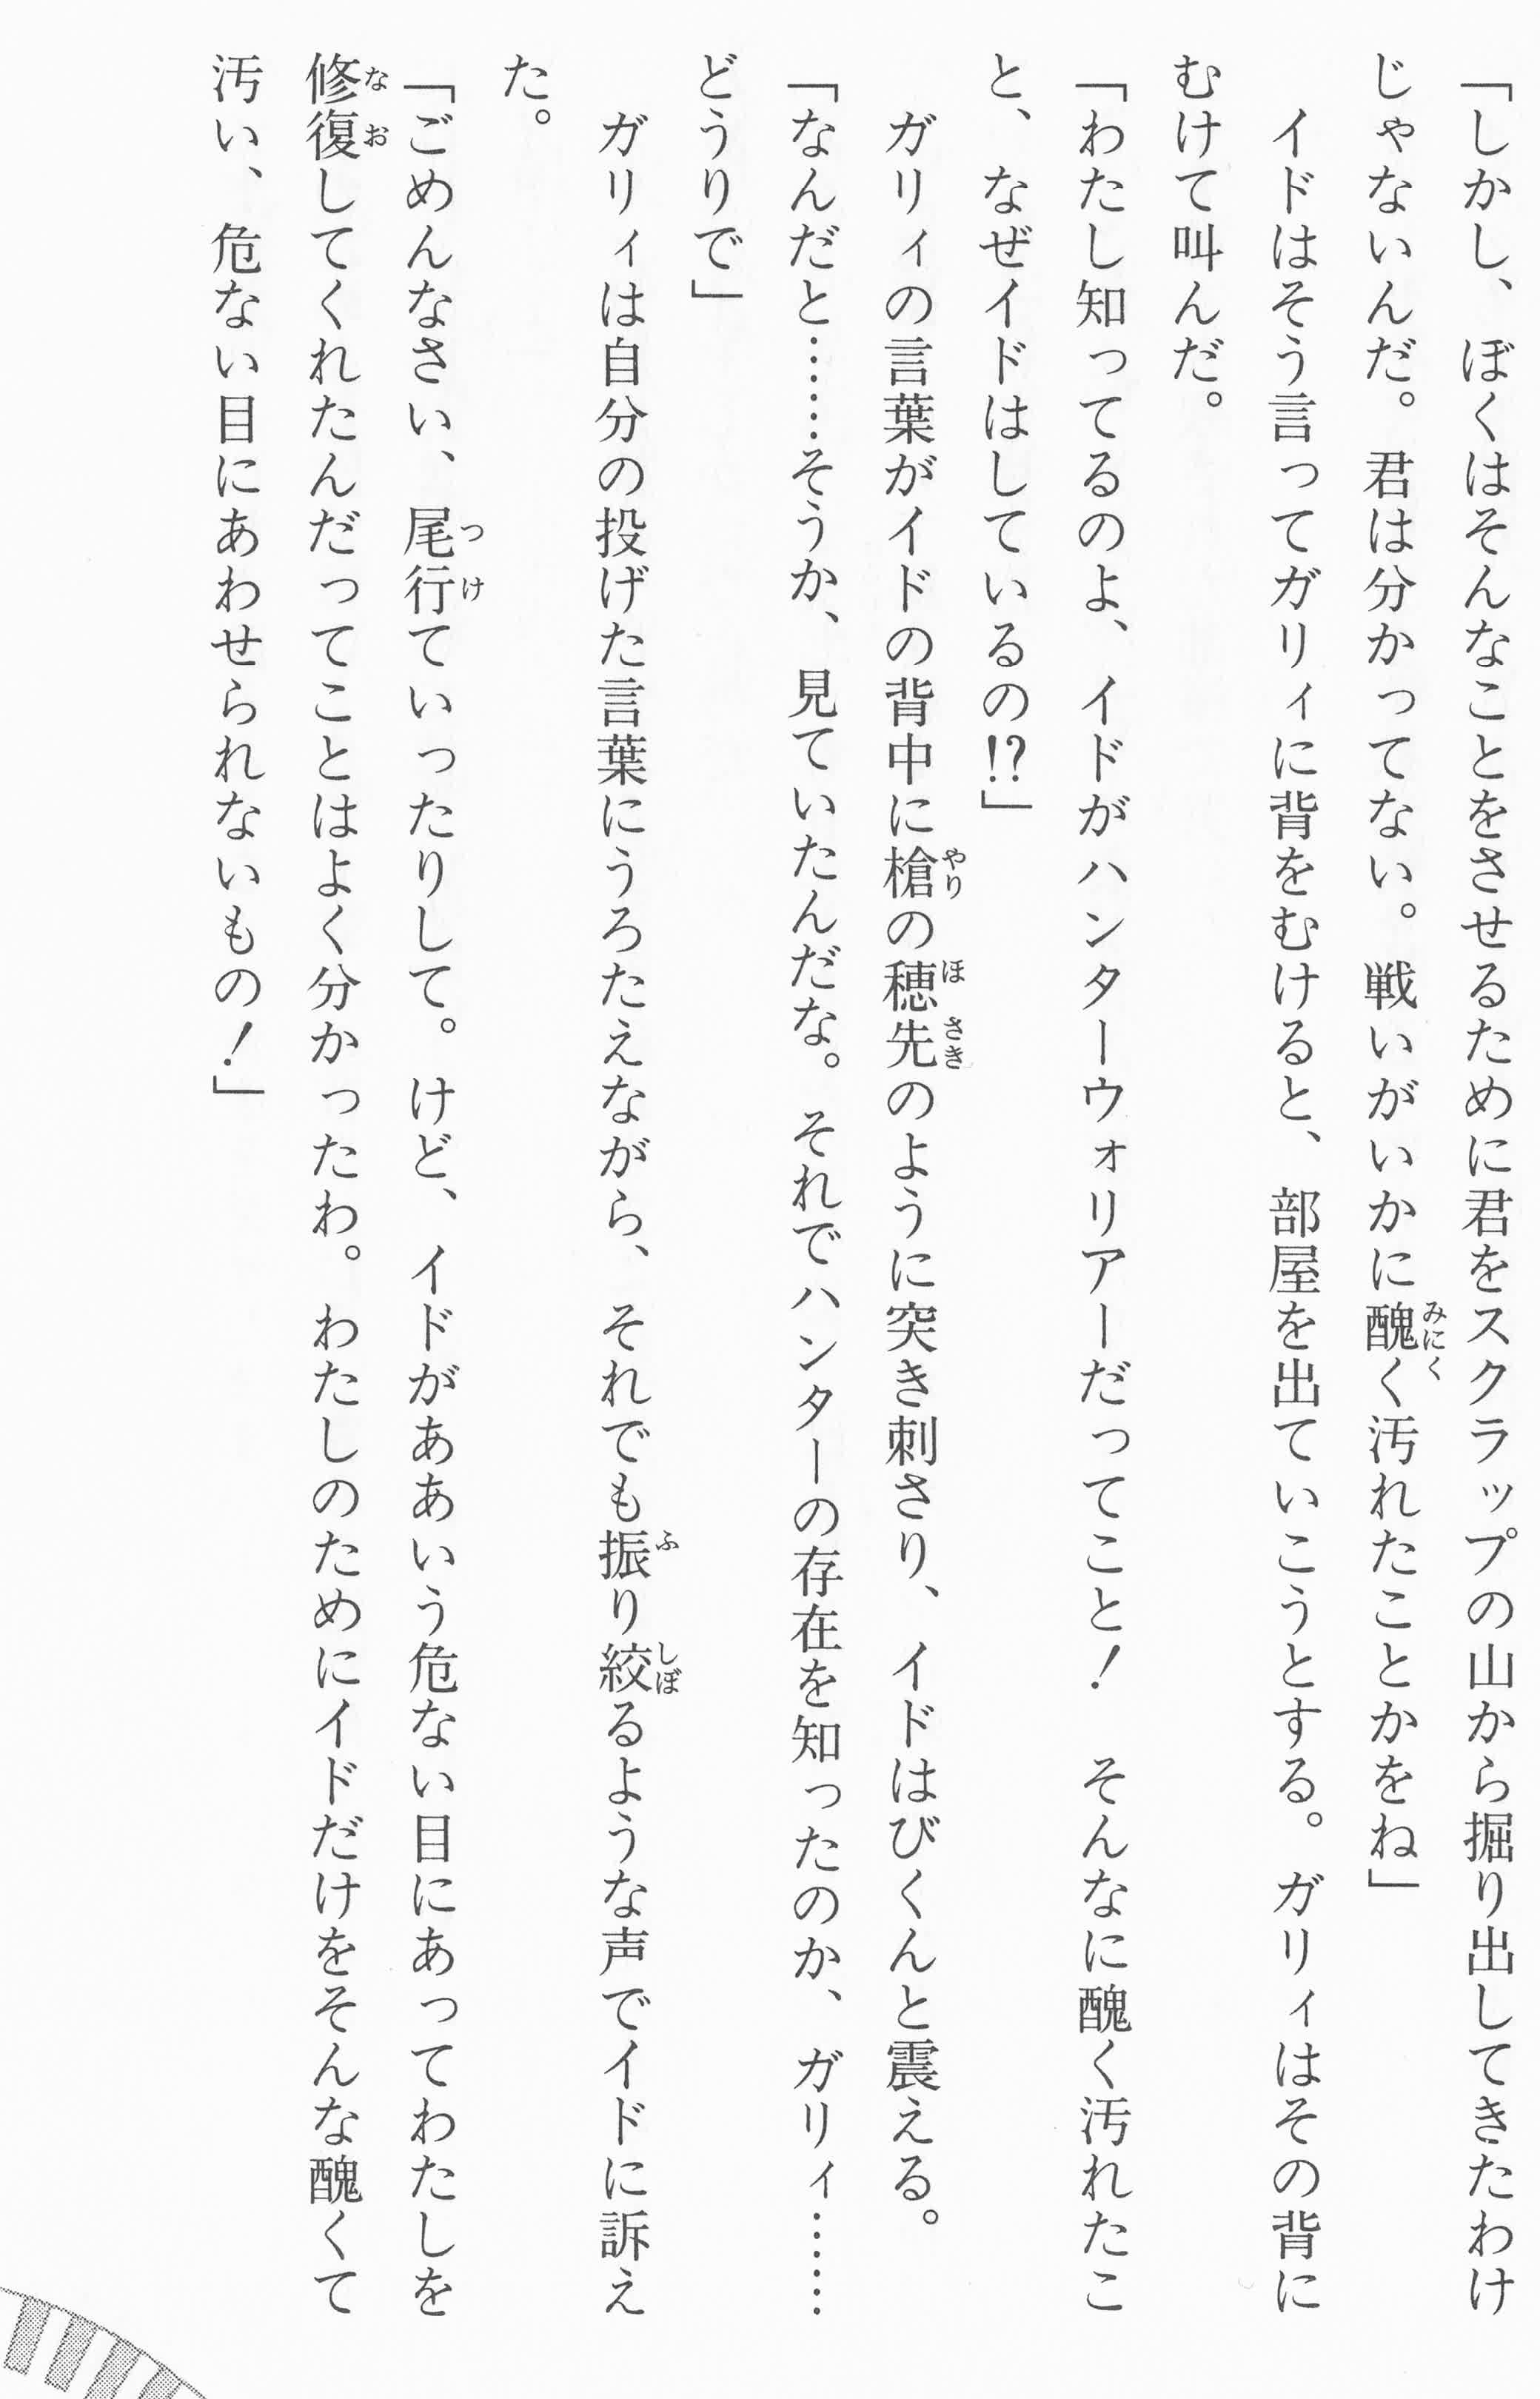 「しかし、ぼくはそんなことをさせるために君をスクラップの山から掘り出してきたわけ
じゃないんだ。君は分かってない。戦いがいかに醜く汚れたことかをね」
　イドはそう言ってガリィに背をむけると、部屋を出ていこうとする。ガリィはその背に
むけて叫んだ。
「わたし知ってるのよ、イドがハンターウォリアーだってこと！　そんなに醜く汚れたこ
と、なぜイドはしているの!?」
　ガリィの言葉がイドの背中に槍の穂先のように突き刺さり、イドはびくんと震える。
「なんだと……そうか、見ていたんだな。それでハンターの存在を知ったのか、ガリィ……
どうりで」
　ガリィは自分の投げた言葉にうろたえながら、それでも振り絞るような声でイドに訴え
た。
「ごめんなさい、尾行ていったりして。けど、イドがああいう危ない目にあってわたしを
修復してくれたんだってことはよく分かったわ。わたしのためにイドだけをそんな醜くて
汚い、危ない目にあわせられないもの！」